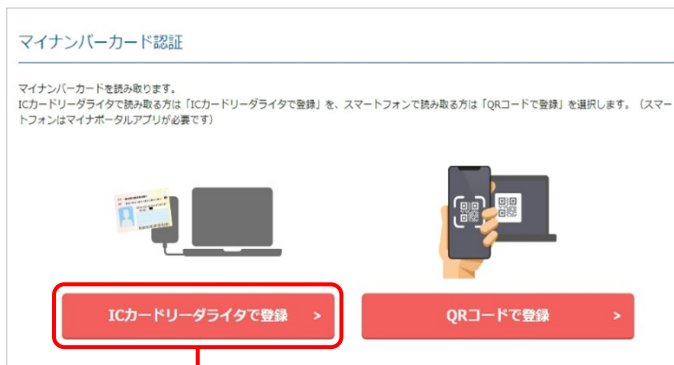 マイナンバーカード認証
マイナンバーカードを読み取ります。
ICカードリーダライタで読み取る方は「ICカードリーダライタで登録」を、スマートフォンで読み取る方は「QRコードで登録」を選択します。（スマー
トフォンはマイナポータルアプリが必要です）
ICカードリーダライタで登録 >
QRコードで登録 >